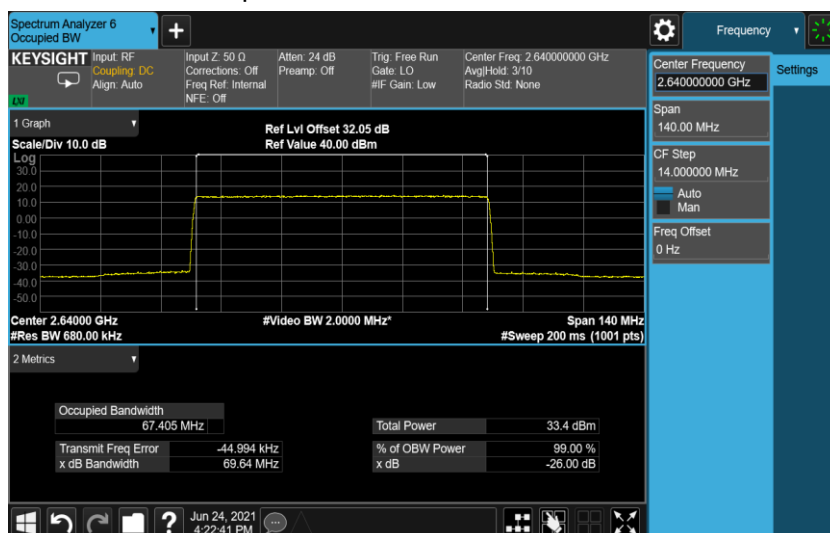 Spectrum Analyzer 6
Occupied BW
+
Frequency
KEYSIGHT
LXI
Input: RF
Coupling: DC
Align: Auto
Input Z: 50 Ω
Corrections: Off
Freq Ref: Internal
NFE: Off
Atten: 24 dB
Preamp: Off
Trig: Free Run
Gate: LO
#IF Gain: Low
Center Freq: 2.640000000 GHz
Avg|Hold: 3/10
Radio Std: None
Center Frequency
2.640000000 GHz
Settings
Span
140.00 MHz
CF Step
14.000000 MHz
Auto
Man
Freq Offset
0 Hz
1 Graph
Scale/Div 10.0 dB
Ref Lvl Offset 32.05 dB
Ref Value 40.00 dBm
Log
30.0
20.0
10.0
0.00
-10.0
-20.0
-30.0
-40.0
-50.0
Center 2.64000 GHz
#Video BW 2.0000 MHz*
Span 140 MHz
#Res BW 680.00 kHz
#Sweep 200 ms (1001 pts)
2 Metrics
Occupied Bandwidth
67.405 MHz
Total Power 33.4 dBm
Transmit Freq Error -44.994 kHz
% of OBW Power 99.00 %
x dB Bandwidth 69.64 MHz
x dB -26.00 dB
?
Jun 24, 2021
4:22:41 PM